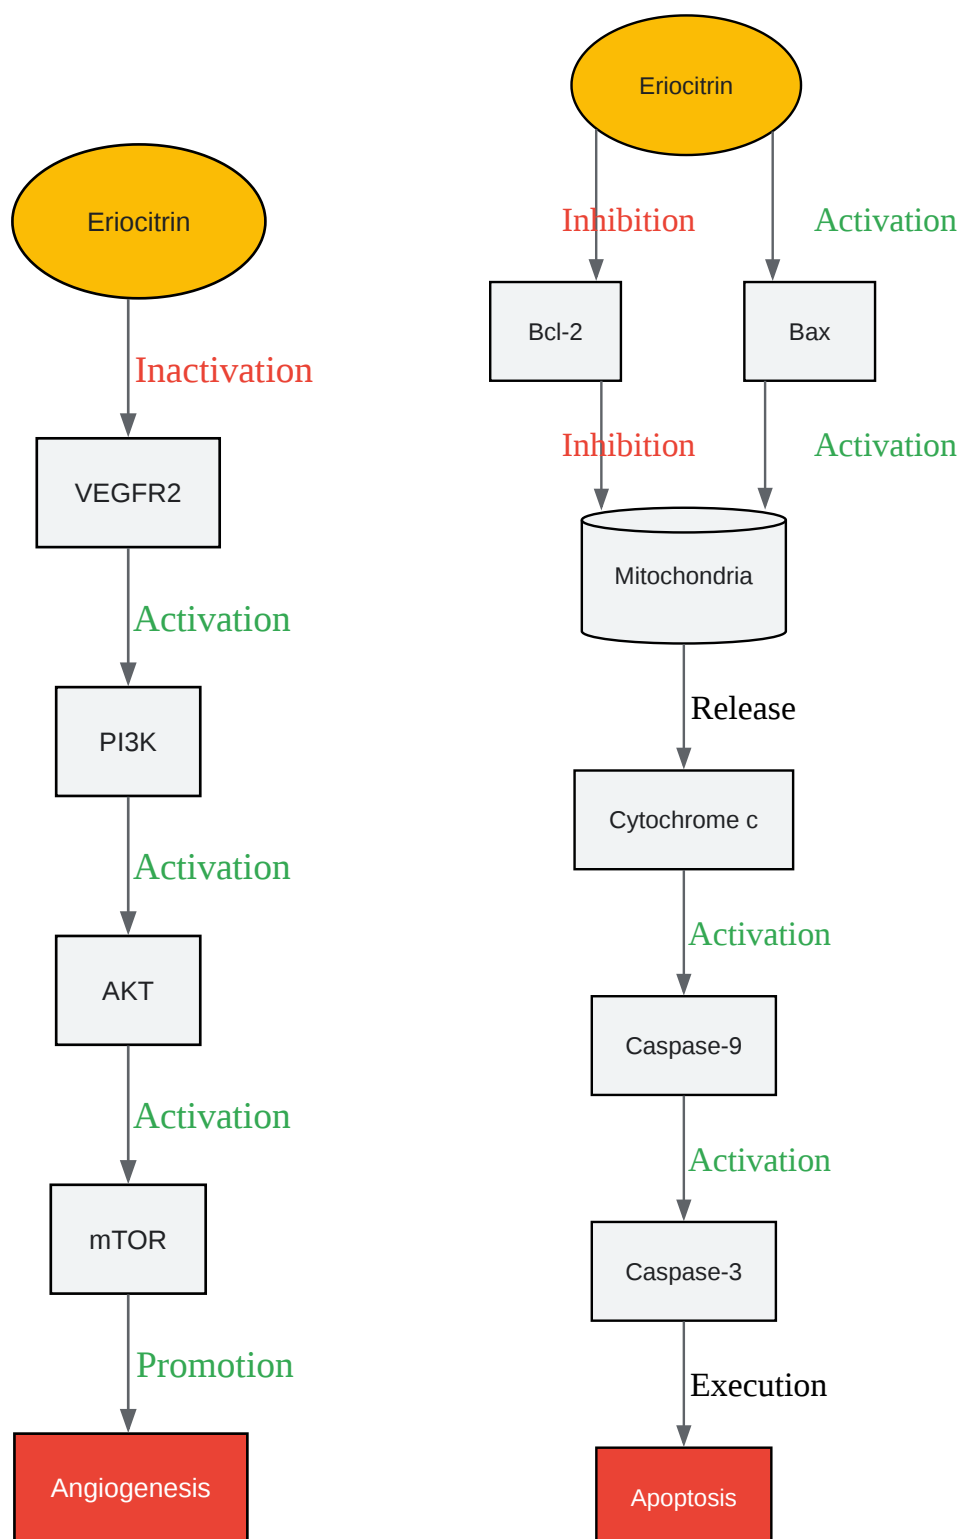 Eriocitrin
Inactivation
VEGFR2
Activation
PI3K
Activation
AKT
Activation
mTOR
Promotion
Angiogenesis
Eriocitrin
Inhibition
Activation
Bcl-2
Bax
Inhibition
Activation
Mitochondria
Release
Cytochrome c
Activation
Caspase-9
Activation
Caspase-3
Execution
Apoptosis